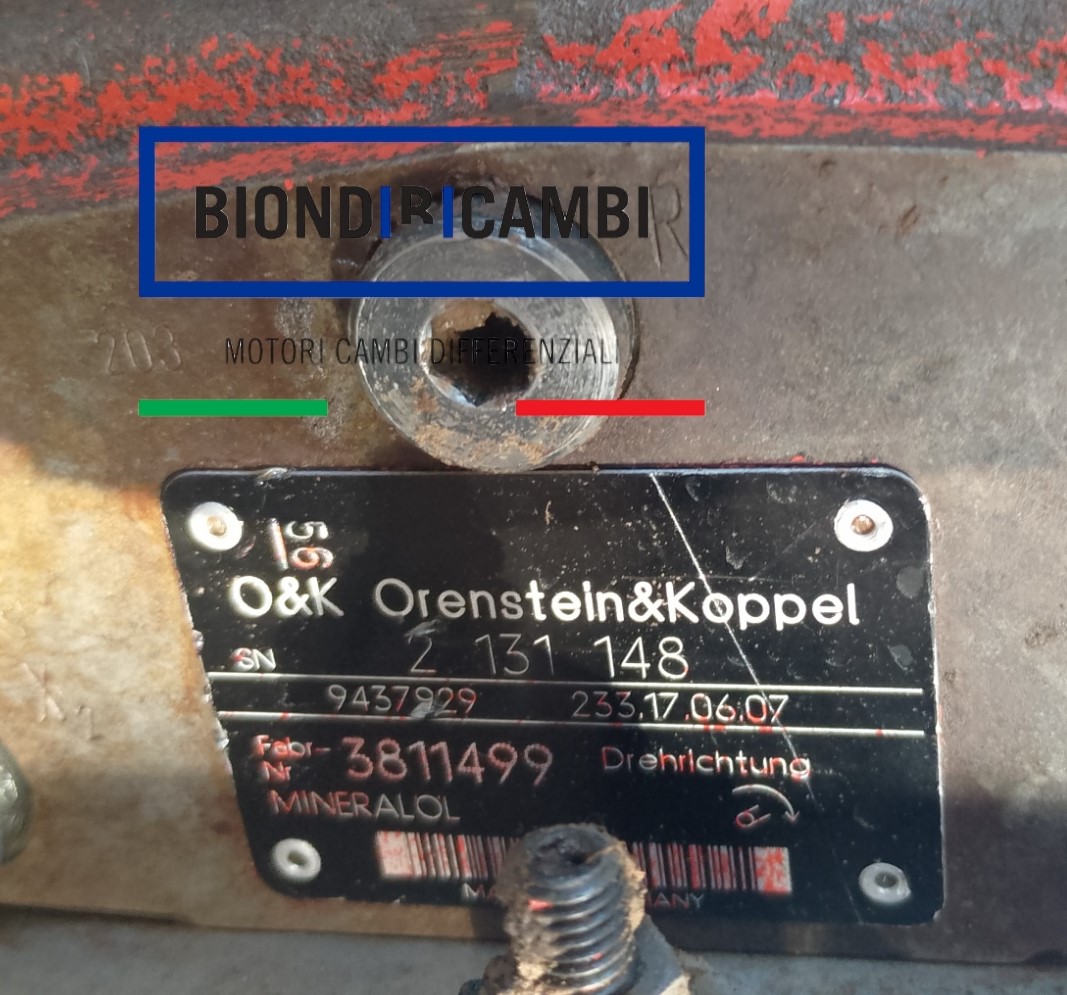 BIONDIRICAMBI
R
203
MOTORI CAMBI DIFFERENZIALI
56
O&K Orenstein&Koppel
SN 2 131 148
9437929 233.17.06.07
Fabr-Nr 3811499 Drehrichtung
MINERALOL